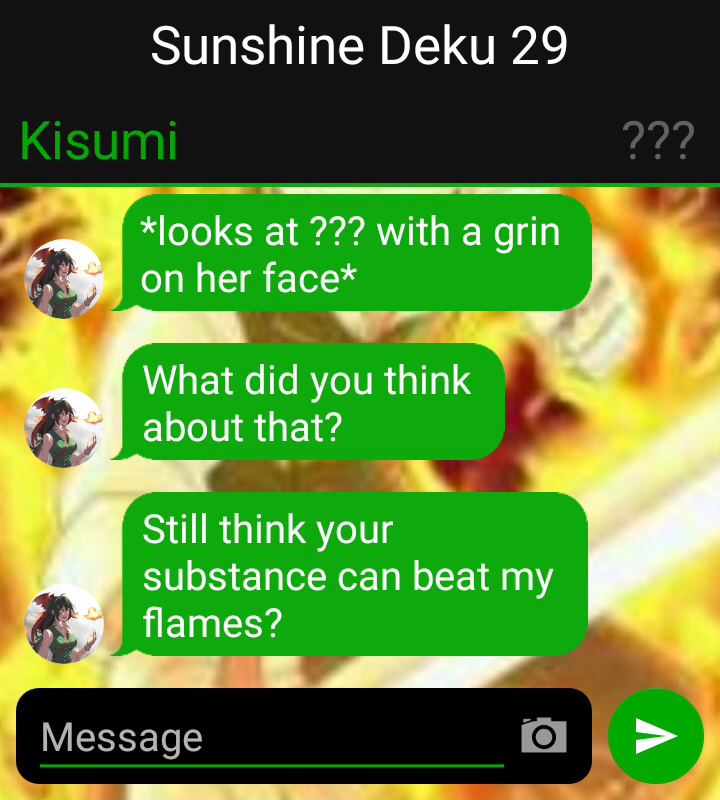 Sunshine Deku 29
Kisumi
???
*looks at ??? with a grin
on her face*
What did you think
about that?
Still think your
substance can beat my
flames?
Message